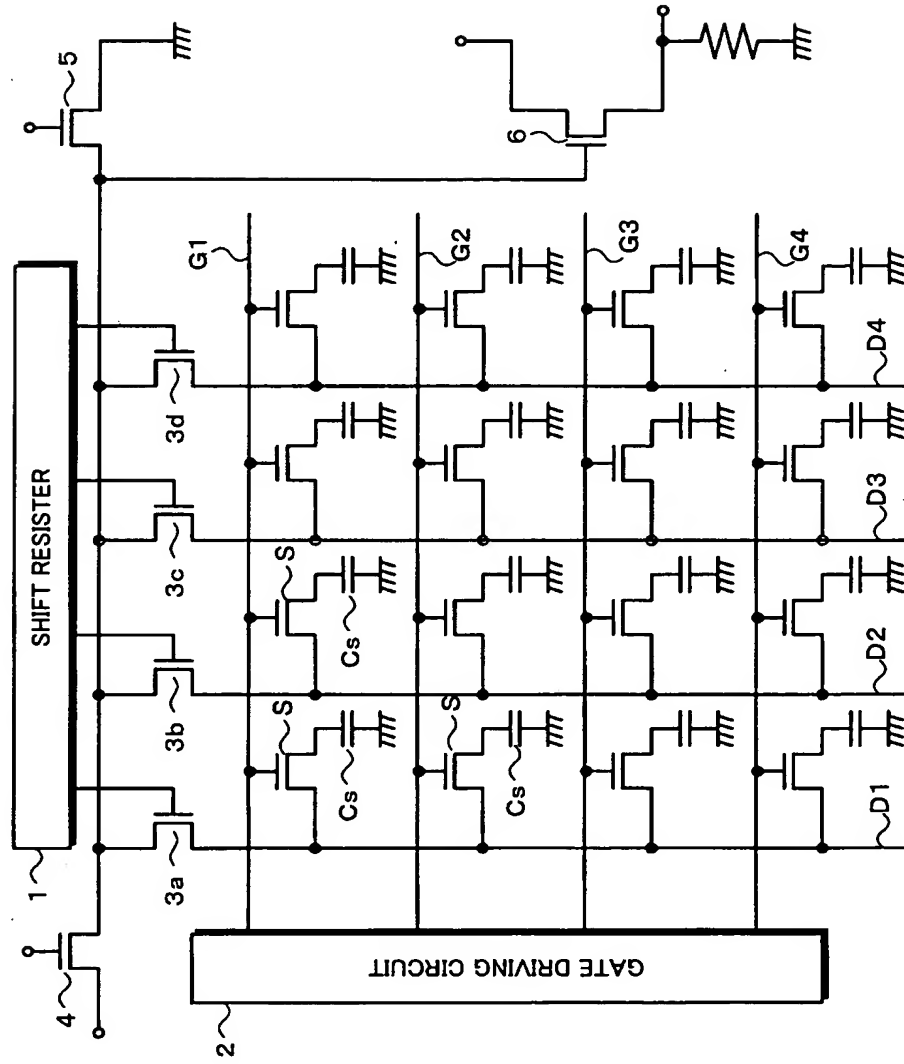 1
SHIFT RESISTER
4
5
3a
3b
3c
3d
6
2
GATE DRIVING CIRCUIT
G1
S
S
Cs
Cs
G2
S
Cs
G3
G4
D1
D2
D3
D4